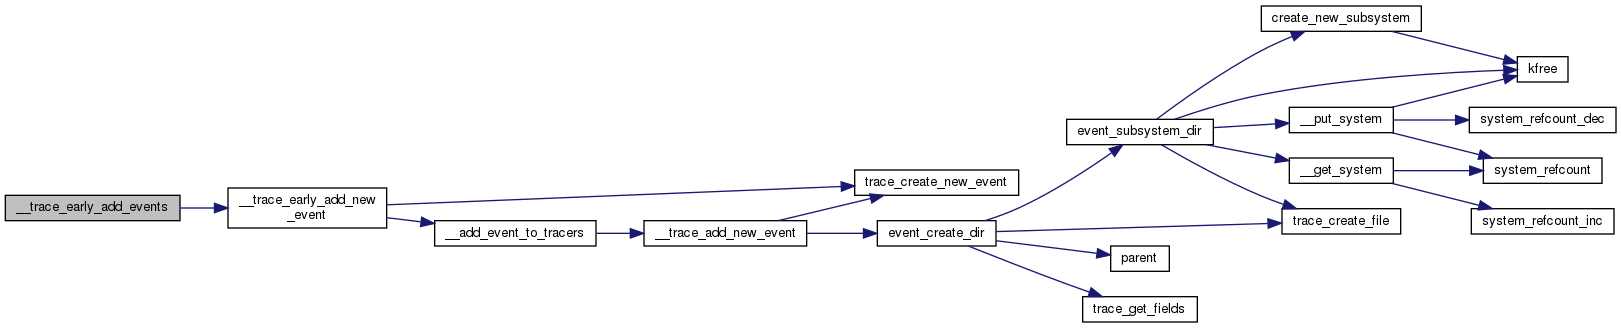 __trace_early_add_events
__trace_early_add_new
_event
__add_event_to_tracers
__trace_add_new_event
trace_create_new_event
event_create_dir
event_subsystem_dir
parent
trace_get_fields
create_new_subsystem
kfree
__put_system
system_refcount_dec
__get_system
system_refcount
trace_create_file
system_refcount_inc